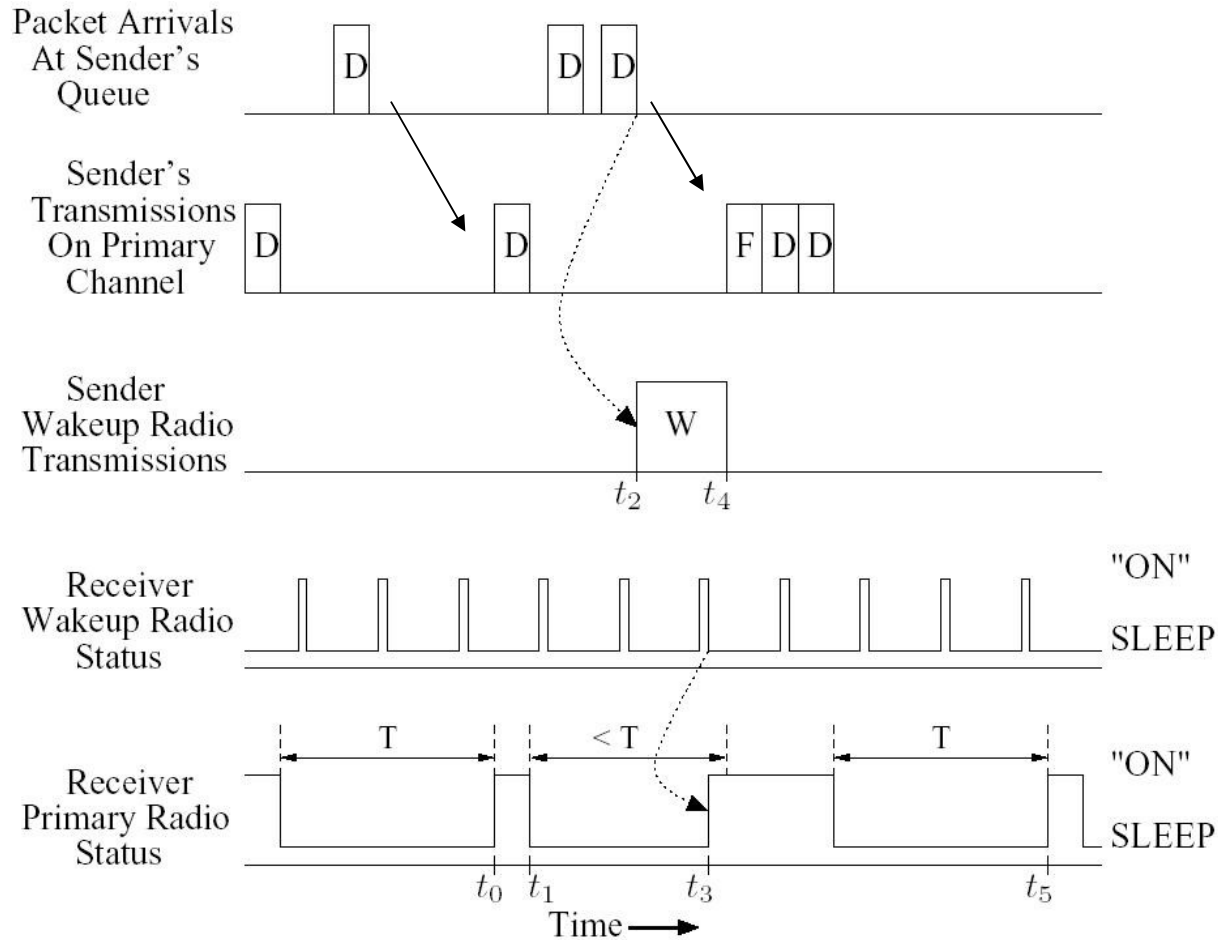 Packet Arrivals
At Sender's
Queue
D
D
D
Sender's
Transmissions
On Primary
Channel
D
D
F
D
D
Sender
Wakeup Radio
Transmissions
W
t2
t4
Receiver
Wakeup Radio
Status
"ON"
SLEEP
Receiver
Primary Radio
Status
T
< T
T
"ON"
SLEEP
t0
t1
t3
t5
Time